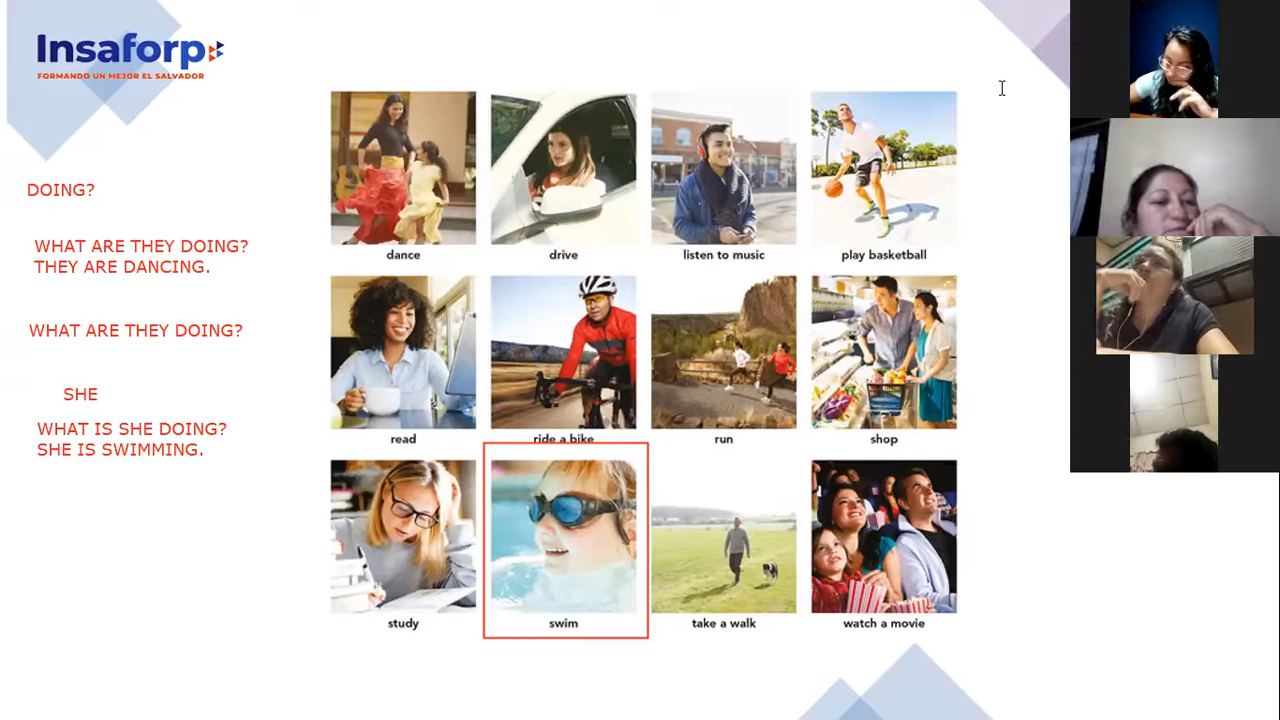 Insaforp
FORMANDO UN MEJOR EL SALVADOR
DOING?
WHAT ARE THEY DOING?
THEY ARE DANCING.
WHAT ARE THEY DOING?
SHE
WHAT IS SHE DOING?
SHE IS SWIMMING.
dance
drive
listen to music
play basketball
read
ride a bike
run
shop
study
swim
take a walk
watch a movie